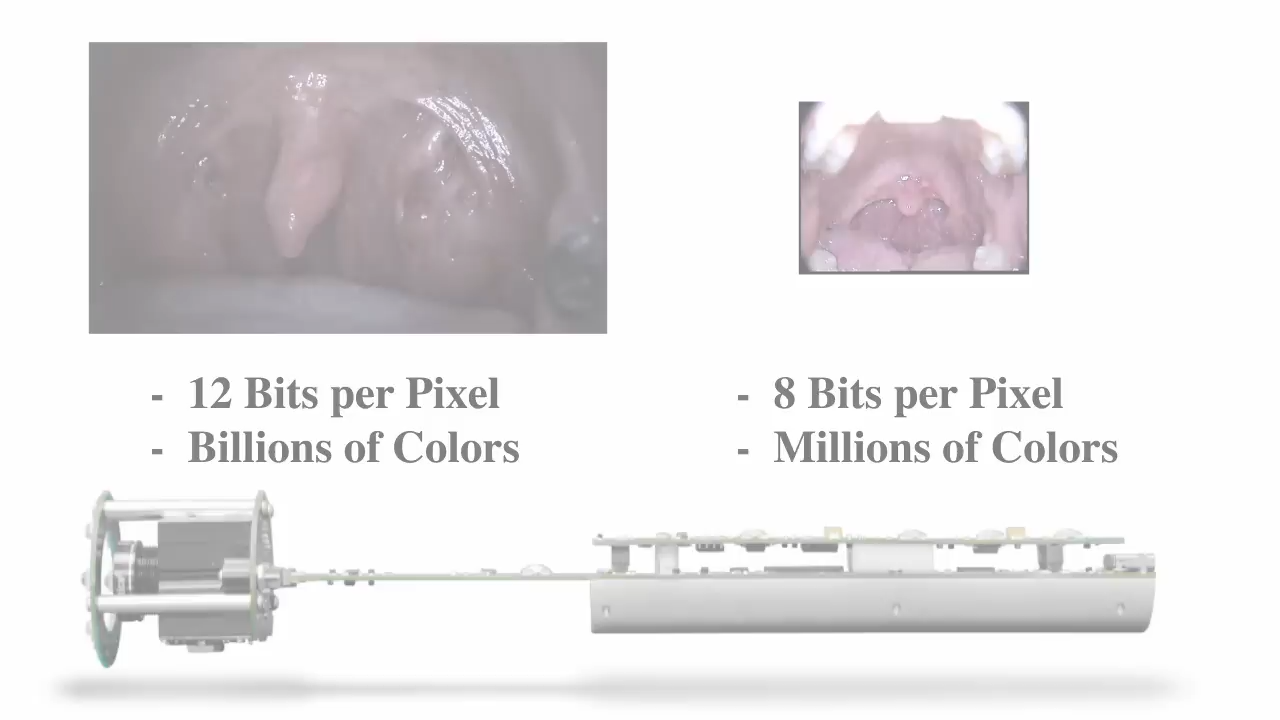 - 12 Bits per Pixel
- Billions of Colors
- 8 Bits per Pixel
- Millions of Colors